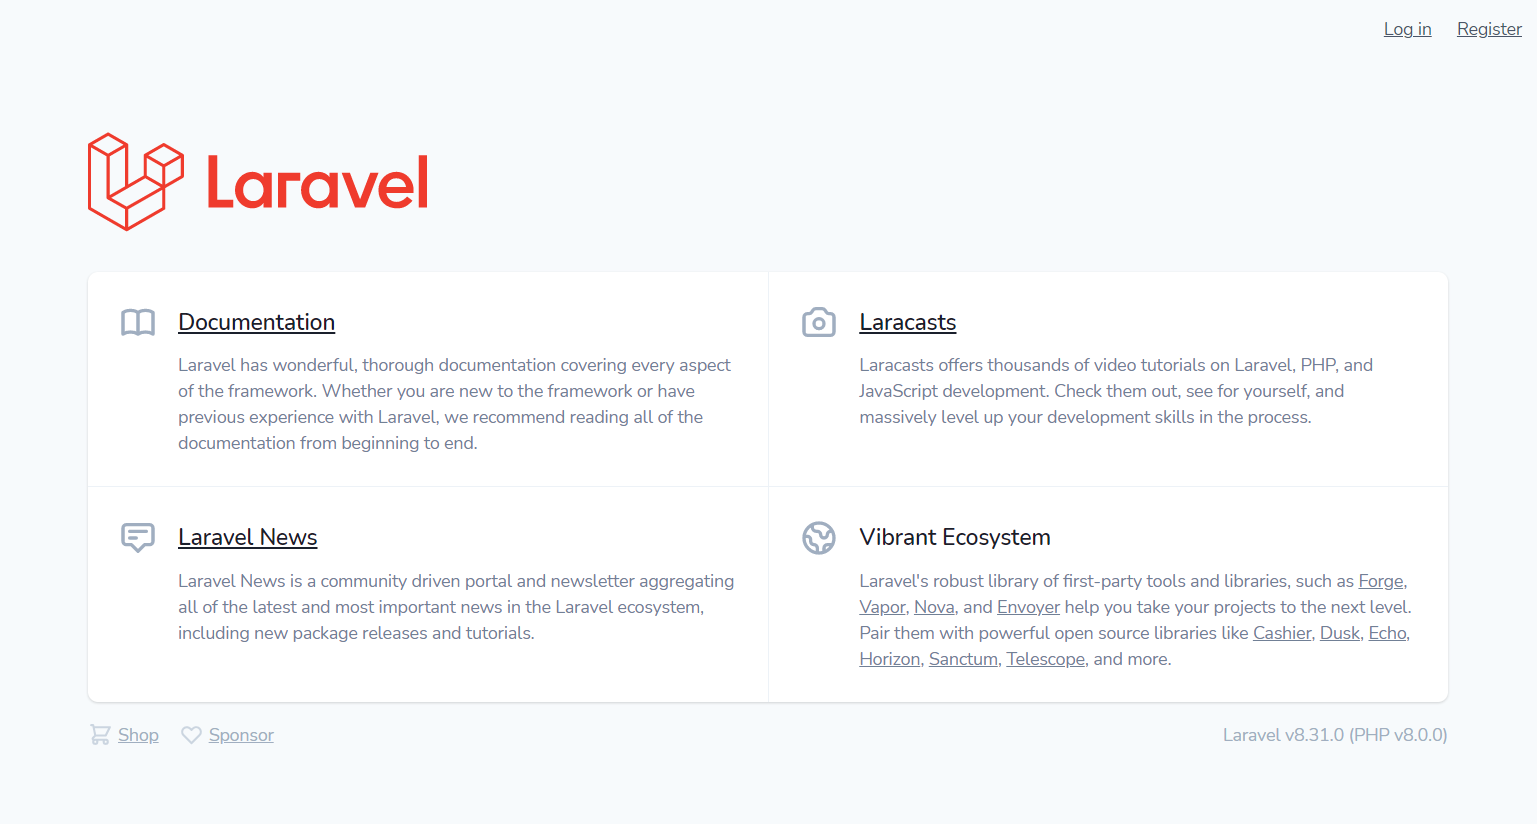 Log in Register
Laravel
Documentation
Laravel has wonderful, thorough documentation covering every aspect
of the framework. Whether you are new to the framework or have
previous experience with Laravel, we recommend reading all of the
documentation from beginning to end.
Laracasts
Laracasts offers thousands of video tutorials on Laravel, PHP, and
JavaScript development. Check them out, see for yourself, and
massively level up your development skills in the process.
Laravel News
Laravel News is a community driven portal and newsletter aggregating
all of the latest and most important news in the Laravel ecosystem,
including new package releases and tutorials.
Vibrant Ecosystem
Laravel's robust library of first-party tools and libraries, such as Forge,
Vapor, Nova, and Envoyer help you take your projects to the next level.
Pair them with powerful open source libraries like Cashier, Dusk, Echo,
Horizon, Sanctum, Telescope, and more.
Shop Sponsor
Laravel v8.31.0 (PHP v8.0.0)